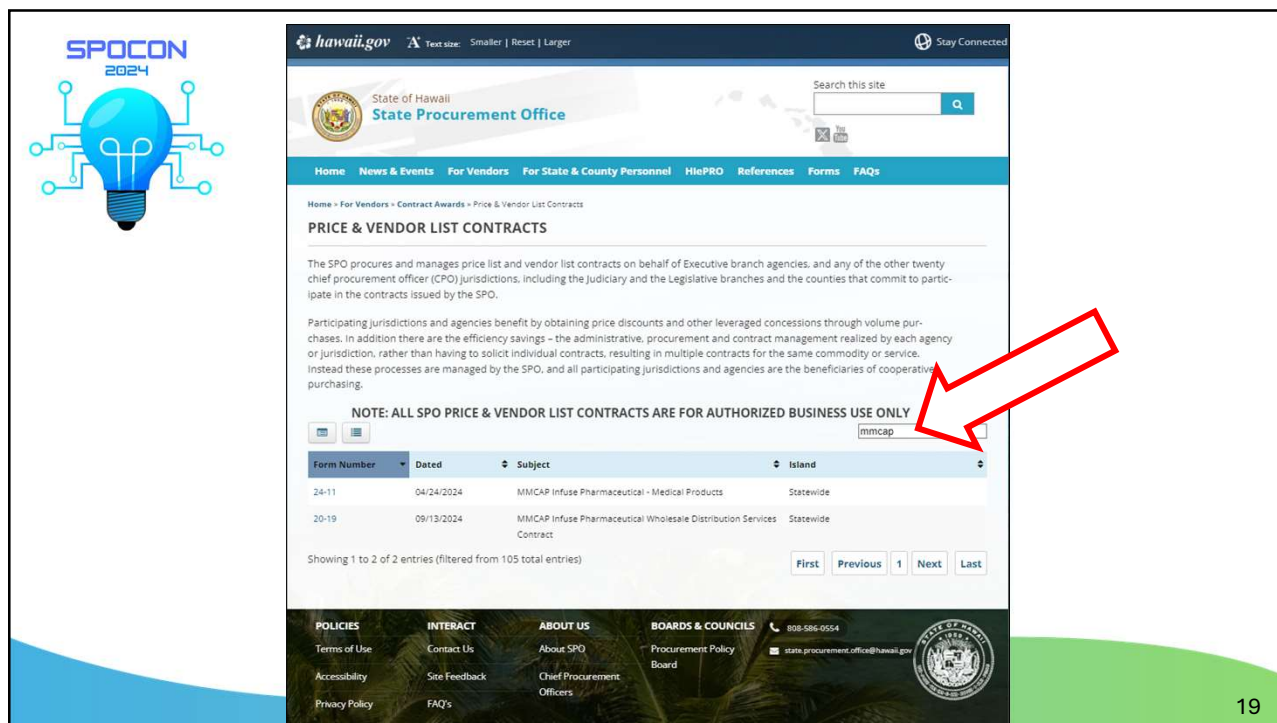 SPOCON
2024
hawaii.gov A Text size: Smaller | Reset | Larger Stay Connected
Search this site
State of Hawaii
State Procurement Office
You Tube
Home News & Events For Vendors For State & County Personnel HIePRO References Forms FAQs
Home » For Vendors » Contract Awards » Price & Vendor List Contracts
PRICE & VENDOR LIST CONTRACTS
The SPO procures and manages price list and vendor list contracts on behalf of Executive branch agencies, and any of the other twenty
chief procurement officer (CPO) jurisdictions, including the Judiciary and the Legislative branches and the counties that commit to partic-
ipate in the contracts issued by the SPO.
Participating jurisdictions and agencies benefit by obtaining price discounts and other leveraged concessions through volume pur-
chases. In addition there are the efficiency savings – the administrative, procurement and contract management realized by each agency
or jurisdiction, rather than having to solicit individual contracts, resulting in multiple contracts for the same commodity or service.
Instead these processes are managed by the SPO, and all participating jurisdictions and agencies are the beneficiaries of cooperative
purchasing.
NOTE: ALL SPO PRICE & VENDOR LIST CONTRACTS ARE FOR AUTHORIZED BUSINESS USE ONLY
mmcap
Form Number Dated Subject Island
24-11 04/24/2024 MMCAP Infuse Pharmaceutical - Medical Products Statewide
20-19 09/13/2024 MMCAP Infuse Pharmaceutical Wholesale Distribution Services Statewide
Contract
Showing 1 to 2 of 2 entries (filtered from 105 total entries)
First Previous 1 Next Last
POLICIES INTERACT ABOUT US BOARDS & COUNCILS 808-586-0554
Terms of Use Contact Us About SPO Procurement Policy state.procurement.office@hawaii.gov
Board
Accessibility Site Feedback Chief Procurement
Officers
Privacy Policy FAQ's
STATE OF HAWAII
1959
19